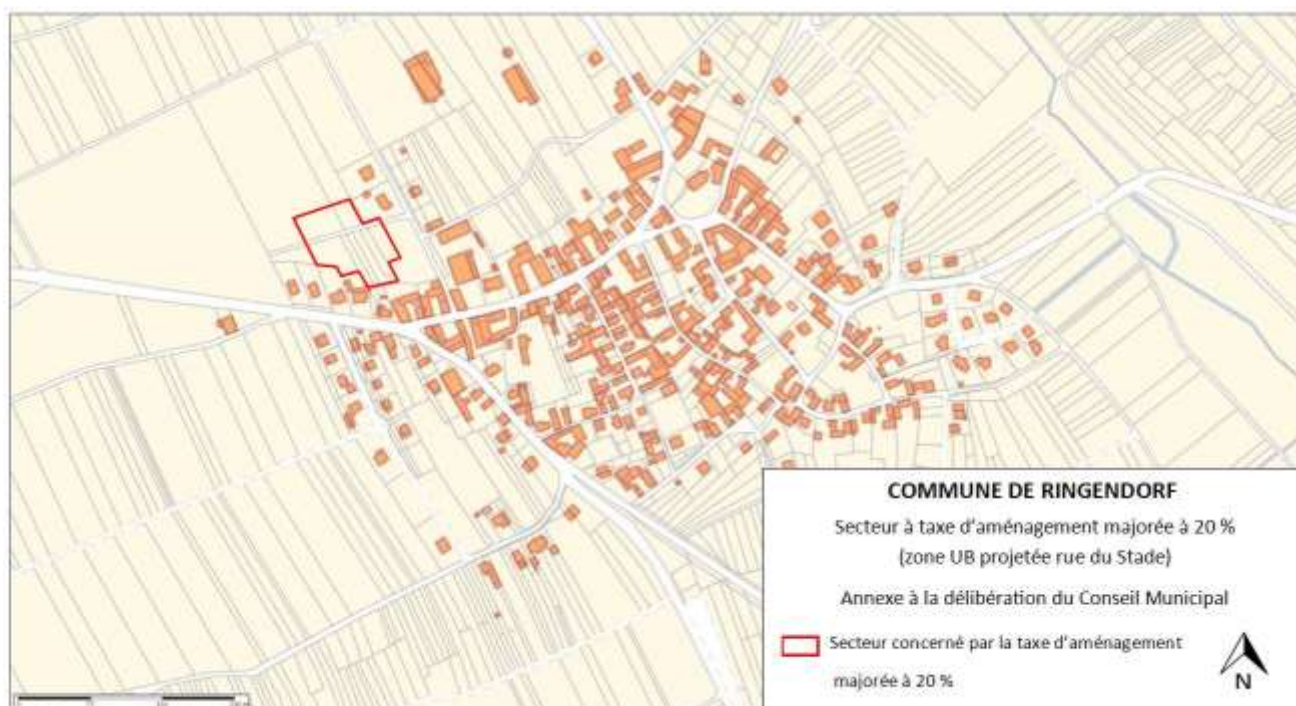 COMMUNE DE RINGENDORF
Secteur à taxe d'aménagement majorée à 20 %
(zone UB projetée rue du Stade)
Annexe à la délibération du Conseil Municipal
Secteur concerné par la taxe d'aménagement
majorée à 20 %
N